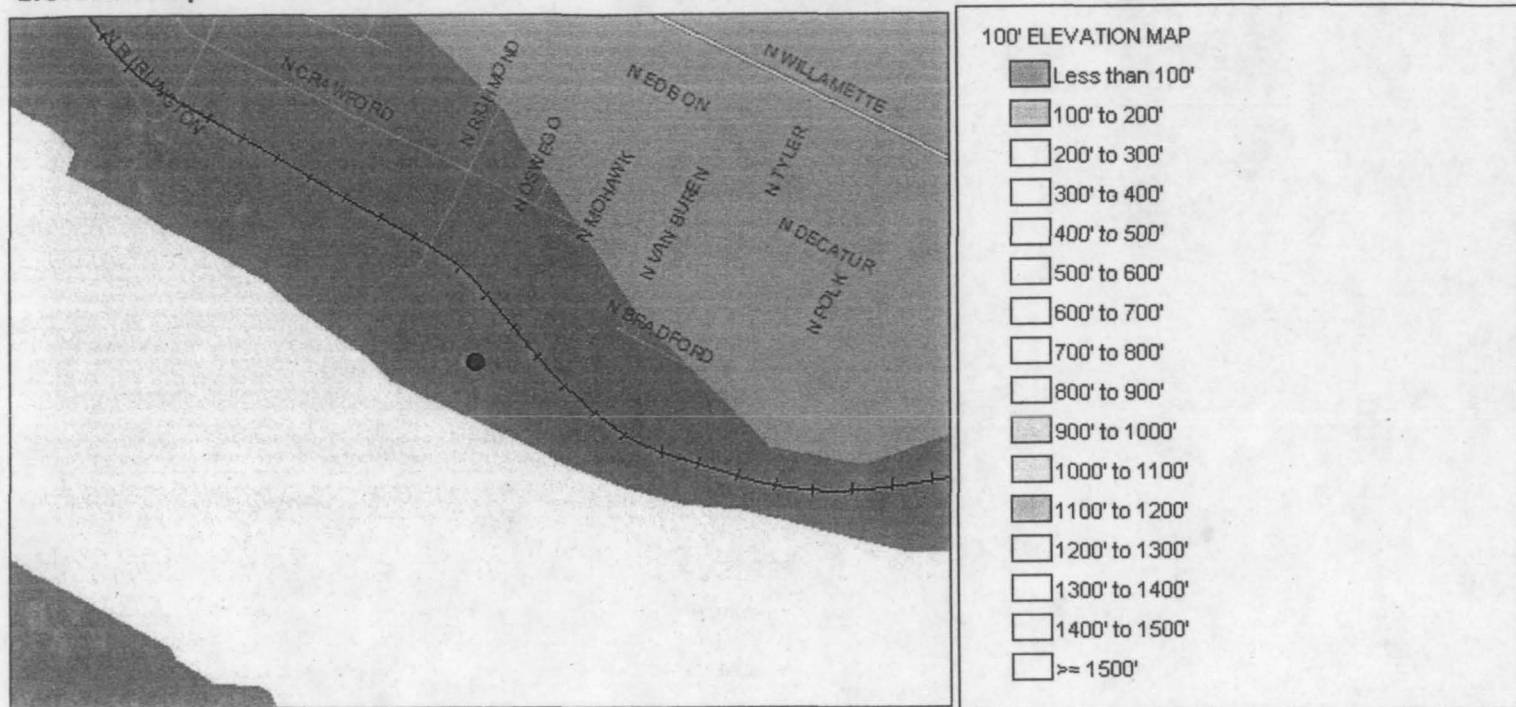 N BURLINGTON
N CRAWFORD
N RICHMOND
N EDISON
N WILLAMETTE
N OSWEGO
N MOHAWK
N VAN BUREN
N TYLER
N DECATUR
N POLK
N BRADFORD
100' ELEVATION MAP
Less than 100'
100' to 200'
200' to 300'
300' to 400'
400' to 500'
500' to 600'
600' to 700'
700' to 800'
800' to 900'
900' to 1000'
1000' to 1100'
1100' to 1200'
1200' to 1300'
1300' to 1400'
1400' to 1500'
>= 1500'